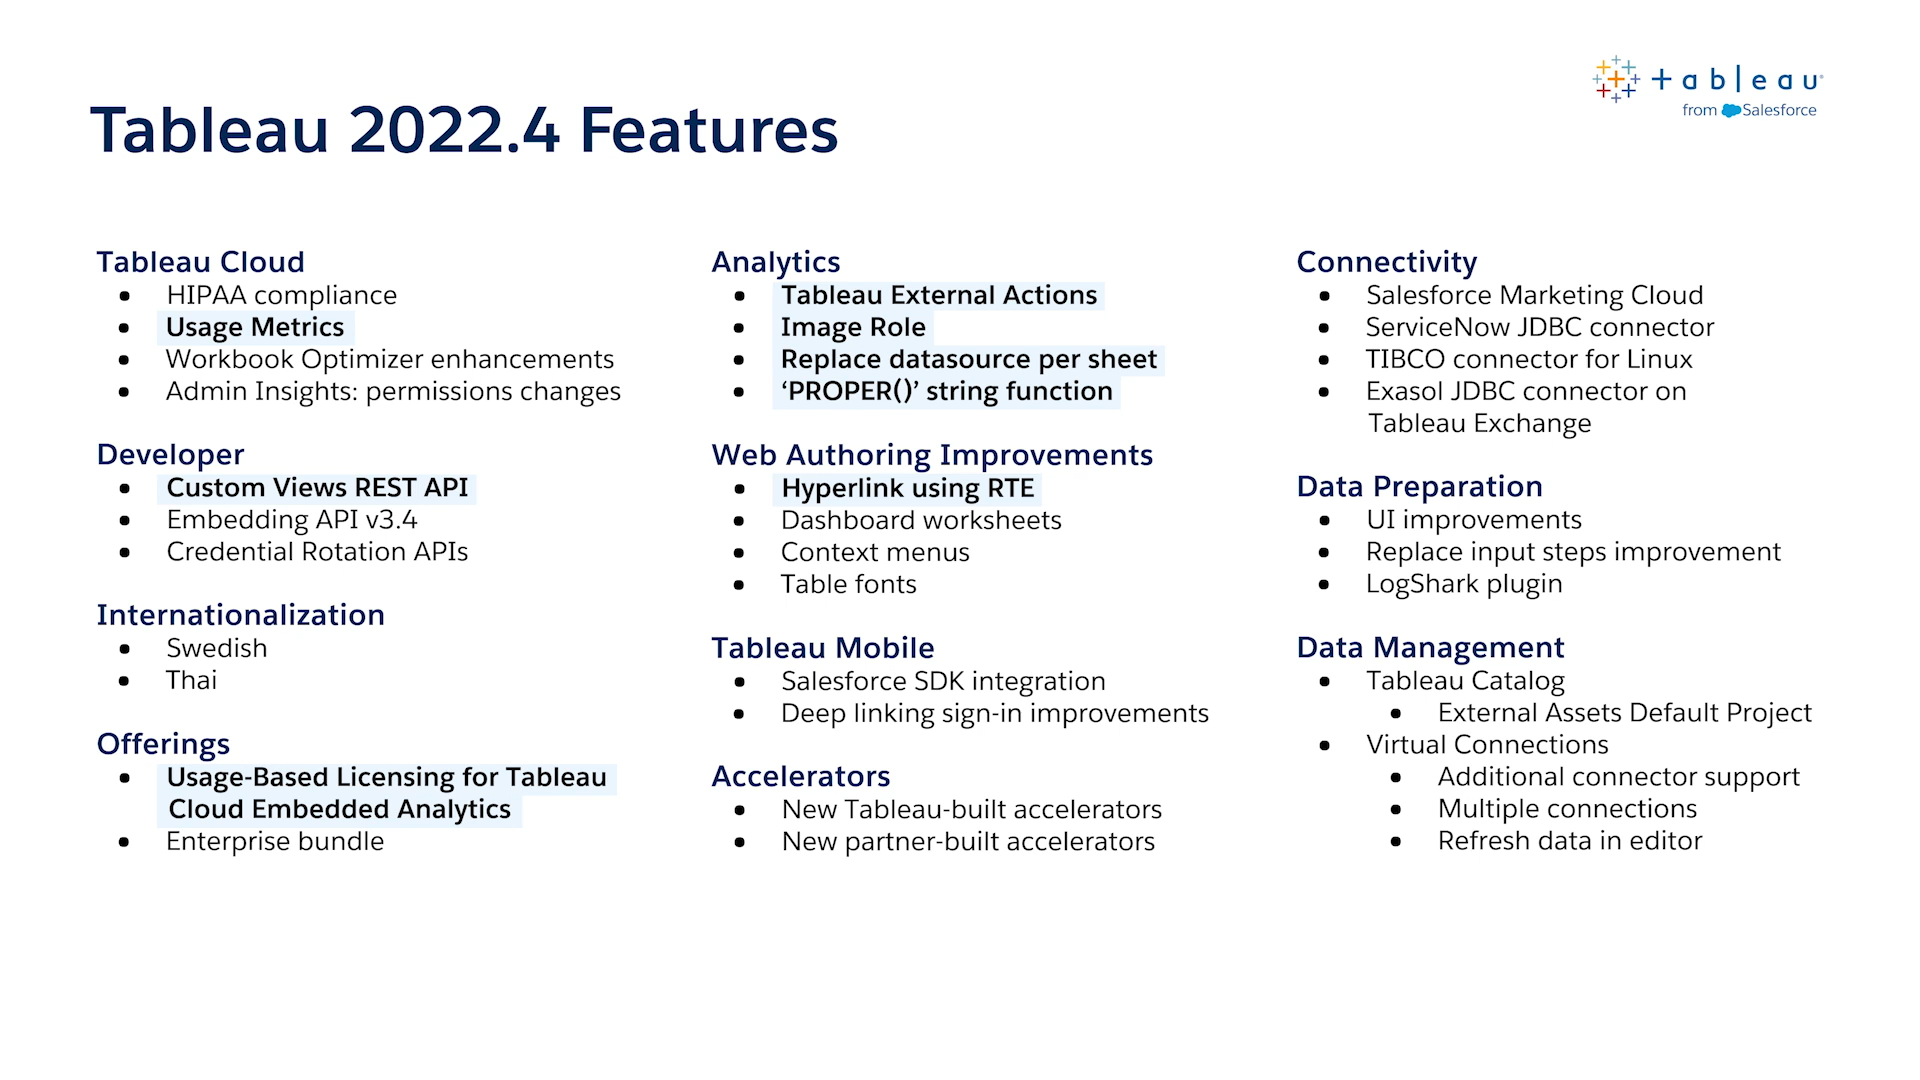 Tableau 2022.4 Features
+ableau
from Salesforce
Tableau Cloud
• HIPAA compliance
• Usage Metrics
• Workbook Optimizer enhancements
• Admin Insights: permissions changes
Developer
• Custom Views REST API
• Embedding API v3.4
• Credential Rotation APIs
Internationalization
• Swedish
• Thai
Offerings
• Usage-Based Licensing for Tableau
Cloud Embedded Analytics
• Enterprise bundle
Analytics
• Tableau External Actions
• Image Role
• Replace datasource per sheet
• ‘PROPER()’ string function
Web Authoring Improvements
• Hyperlink using RTE
• Dashboard worksheets
• Context menus
• Table fonts
Tableau Mobile
• Salesforce SDK integration
• Deep linking sign-in improvements
Accelerators
• New Tableau-built accelerators
• New partner-built accelerators
Connectivity
• Salesforce Marketing Cloud
• ServiceNow JDBC connector
• TIBCO connector for Linux
• Exasol JDBC connector on
Tableau Exchange
Data Preparation
• UI improvements
• Replace input steps improvement
• LogShark plugin
Data Management
• Tableau Catalog
• External Assets Default Project
• Virtual Connections
• Additional connector support
• Multiple connections
• Refresh data in editor